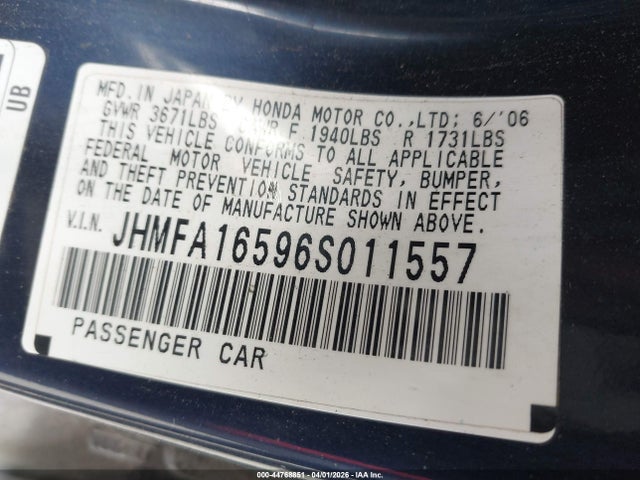 UB
MFD. IN JAPAN BY HONDA MOTOR CO.,LTD; 6/'06
GVWR 3671LBS GAWR F 1940LBS R 1731LBS
THIS VEHICLE CONFORMS TO ALL APPLICABLE
FEDERAL MOTOR VEHICLE, SAFETY, BUMPER,
AND THEFT PREVENTION STANDARDS IN EFFECT
ON THE DATE OF MANUFACTURE SHOWN ABOVE.
V.I.N. JHMFA16596S011557
PASSENGER CAR
000-44768851 - 04/01/2026 - IAA Inc.